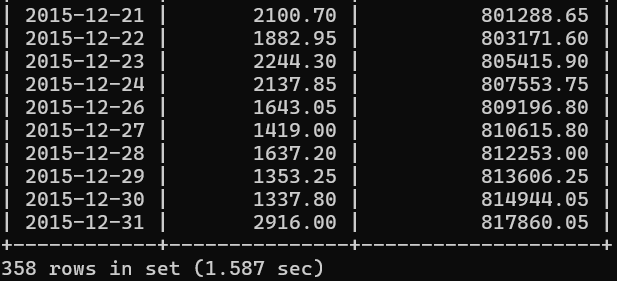 | 2015-12-21 |       2100.70 |          801288.65 |
| 2015-12-22 |       1882.95 |          803171.60 |
| 2015-12-23 |       2244.30 |          805415.90 |
| 2015-12-24 |       2137.85 |          807553.75 |
| 2015-12-26 |       1643.05 |          809196.80 |
| 2015-12-27 |       1419.00 |          810615.80 |
| 2015-12-28 |       1637.20 |          812253.00 |
| 2015-12-29 |       1353.25 |          813606.25 |
| 2015-12-30 |       1337.80 |          814944.05 |
| 2015-12-31 |       2916.00 |          817860.05 |
+------------+---------------+--------------------+
358 rows in set (1.587 sec)